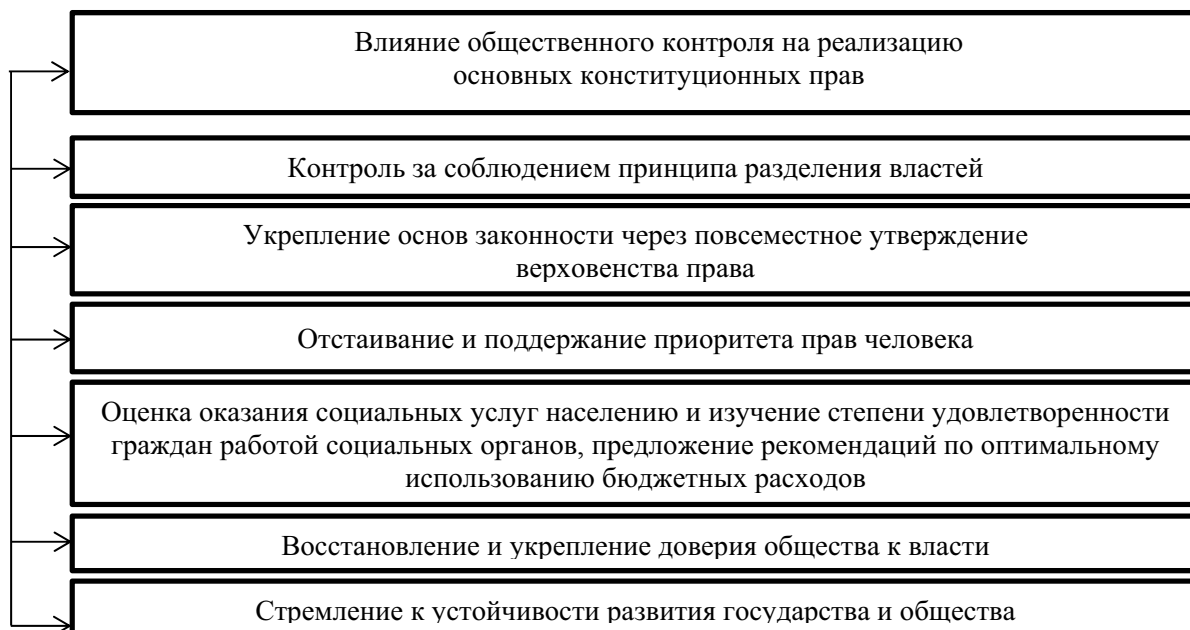 Влияние общественного контроля на реализацию
основных конституционных прав
Контроль за соблюдением принципа разделения властей
Укрепление основ законности через повсеместное утверждение
верховенства права
Отстаивание и поддержание приоритета прав человека
Оценка оказания социальных услуг населению и изучение степени удовлетворенности
граждан работой социальных органов, предложение рекомендаций по оптимальному
использованию бюджетных расходов
Восстановление и укрепление доверия общества к власти
Стремление к устойчивости развития государства и общества